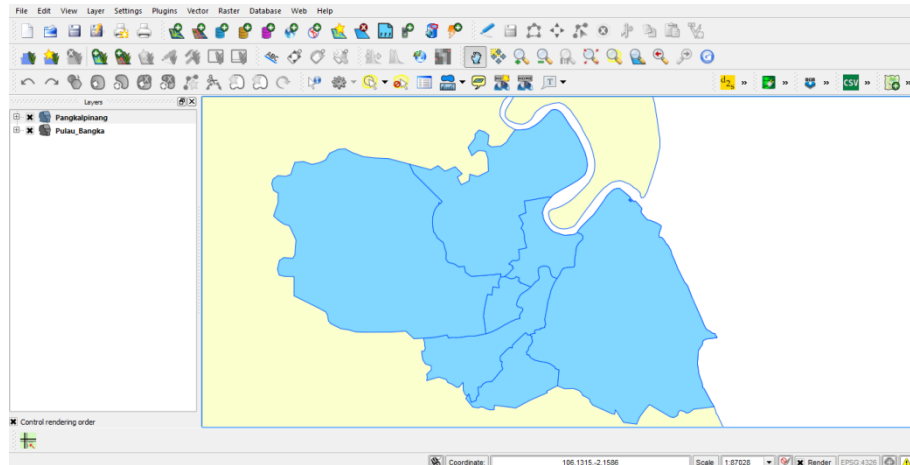 File Edit View Layer Settings Plugins Vector Raster Database Web Help
CSV
Layers
Pangkalpinang
Pulau_Bangka
Control rendering order
Coordinate: 106.1315,-2.1586 Scale 1:87028 Render EPSG:4326